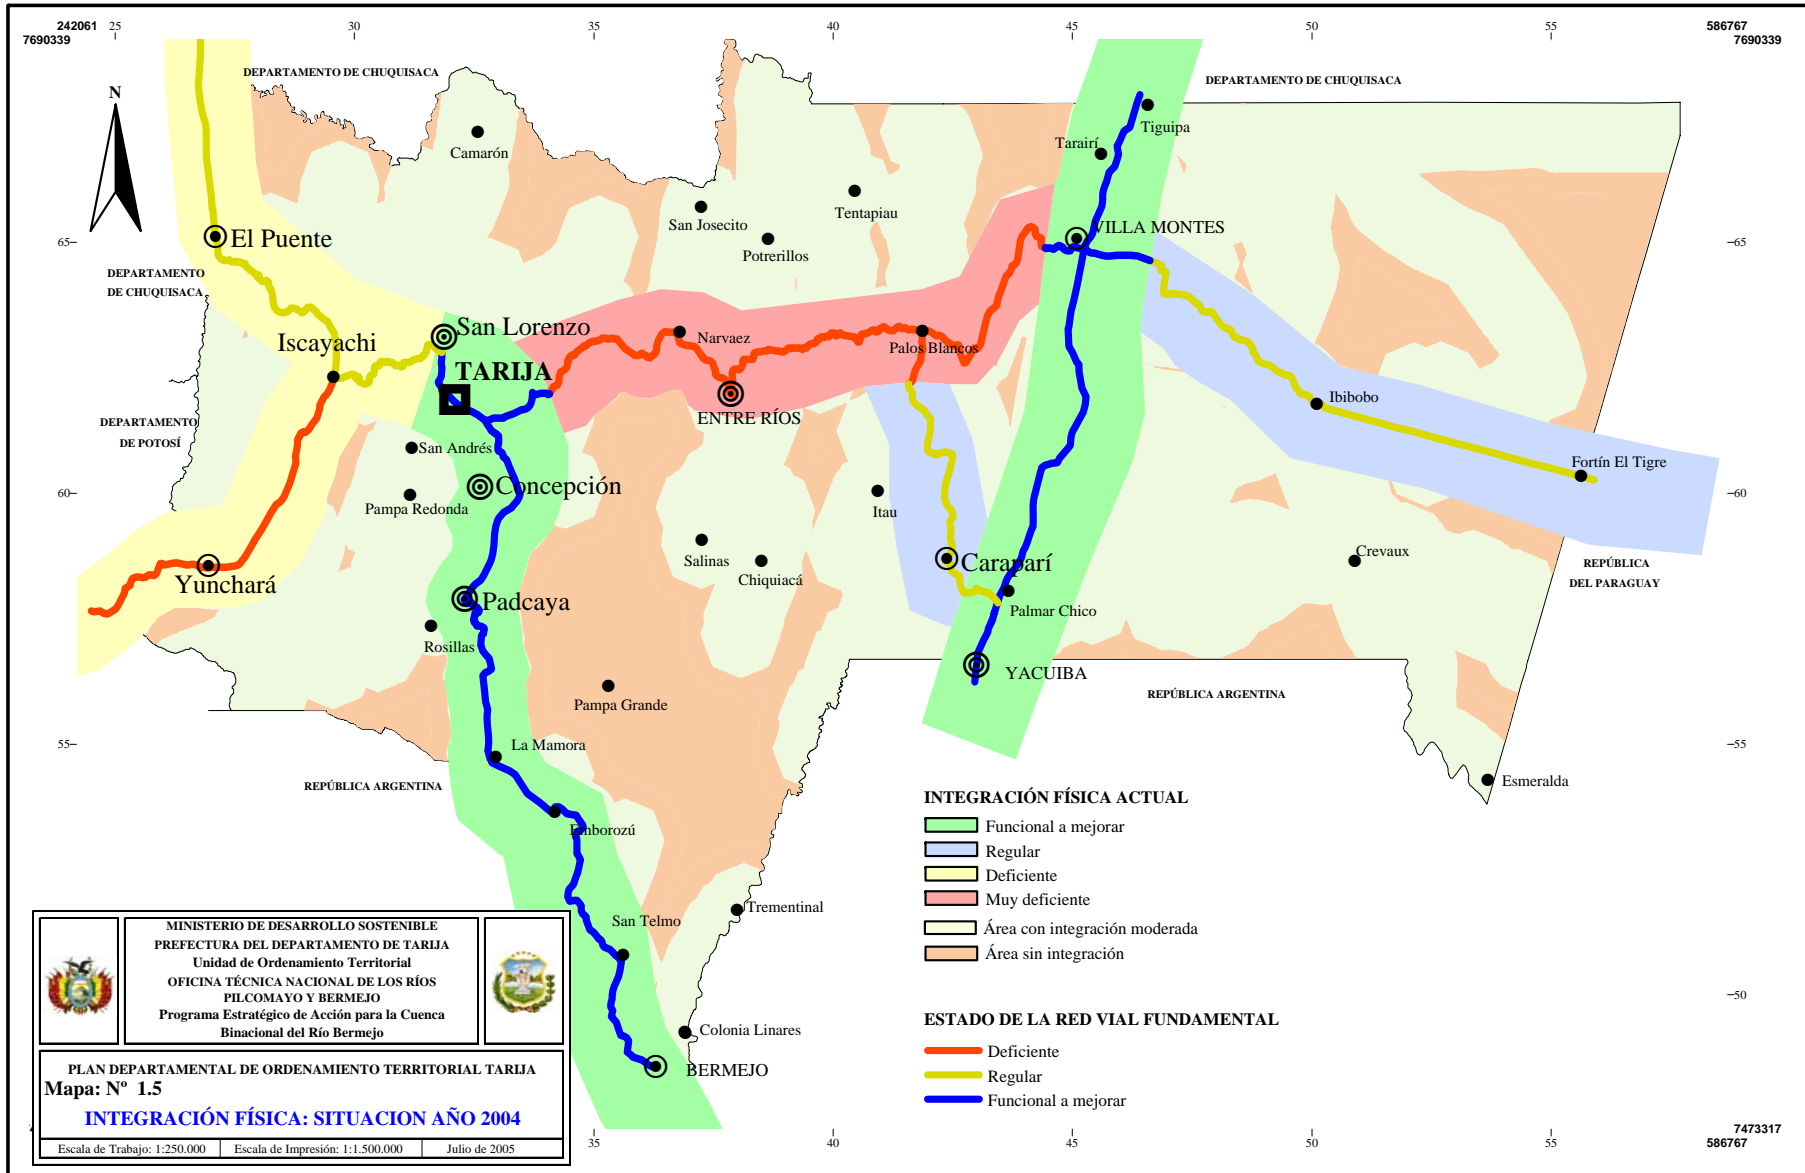 242061
7690339
25
30
35
40
45
50
55
586767
7690339
DEPARTAMENTO DE CHUQUISACA
DEPARTAMENTO DE CHUQUISACA
N
Tiguipa
Camarón
Tarairí
Tentapiau
San Josecito
Potrerillos
65
65
El Puente
VILLA MONTES
DEPARTAMENTO
DE CHUQUISACA
San Lorenzo
Iscayachi
Narvaez
Palos Blancos
TARIJA
Ibibobo
ENTRE RÍOS
DEPARTAMENTO
DE POTOSÍ
San Andrés
Fortín El Tigre
Concepción
60
60
Pampa Redonda
Itau
Salinas
Chiquiacá
Caraparí
Crevaux
REPÚBLICA
DEL PARAGUAY
Yunchará
Padcaya
Palmar Chico
Rosillas
YACUIBA
REPÚBLICA ARGENTINA
Pampa Grande
55
55
La Mamora
REPÚBLICA ARGENTINA
Esmeralda
Emborozú
INTEGRACIÓN FÍSICA ACTUAL
Funcional a mejorar
Regular
Deficiente
Muy deficiente
Área con integración moderada
Área sin integración
Trementinal
San Telmo
50
Colonia Linares
BERMEJO
ESTADO DE LA RED VIAL FUNDAMENTAL
Deficiente
Regular
Funcional a mejorar
MINISTERIO DE DESARROLLO SOSTENIBLE
PREFECTURA DEL DEPARTAMENTO DE TARIJA
Unidad de Ordenamiento Territorial
OFICINA TÉCNICA NACIONAL DE LOS RÍOS
PILCOMAYO Y BERMEJO
Programa Estratégico de Acción para la Cuenca
Binacional del Río Bermejo
PLAN DEPARTAMENTAL DE ORDENAMIENTO TERRITORIAL TARIJA
Mapa: Nº 1.5
INTEGRACIÓN FÍSICA: SITUACION AÑO 2004
Escala de Trabajo: 1:250.000
Escala de Impresión: 1:1.500.000
Julio de 2005
35
40
45
50
55
7473317
586767